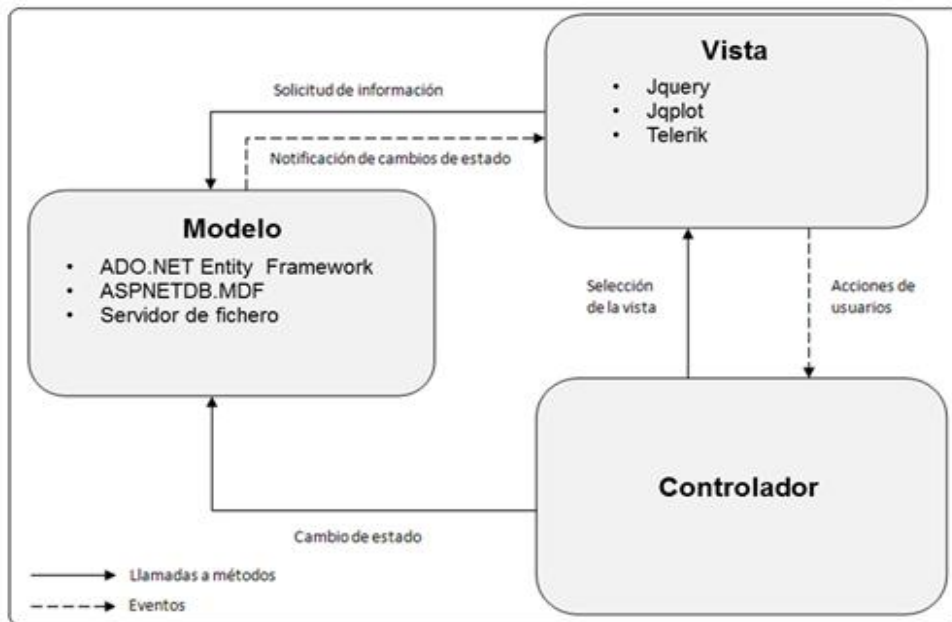 Vista
• Jquery
• Jqplot
• Telerik
Solicitud de información
Notificación de cambios de estado
Modelo
• ADO.NET Entity Framework
• ASPNETDB.MDF
• Servidor de fichero
Selección
de la vista
Acciones de
usuarios
Controlador
Cambio de estado
Llamadas a métodos
Eventos